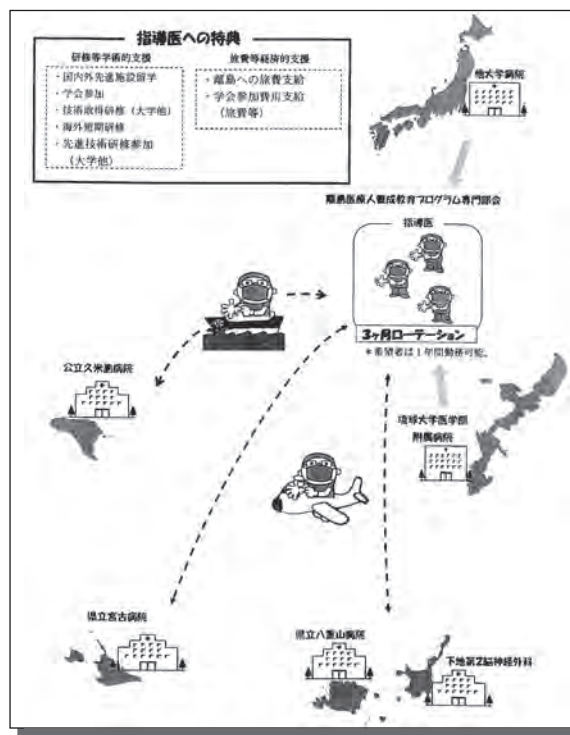 指導医への特典
研修等学術的支援
・国内外先進施設留学
・学会参加
・技術取得研修(大学他)
・海外短期研修
・先進技術研修参加
(大学他)
旅費等経済的支援
・離島への旅費支給
・学会参加費用支給
(旅費等)
他大学病院
離島医療人養成教育プログラム専門部会
指導医
3ヶ月ローテーション
*希望者は1年間勤務可能。
公立久米島病院
琉球大学医学部
附属病院
県立宮古病院
県立八重山病院
下地第2脳神経外科